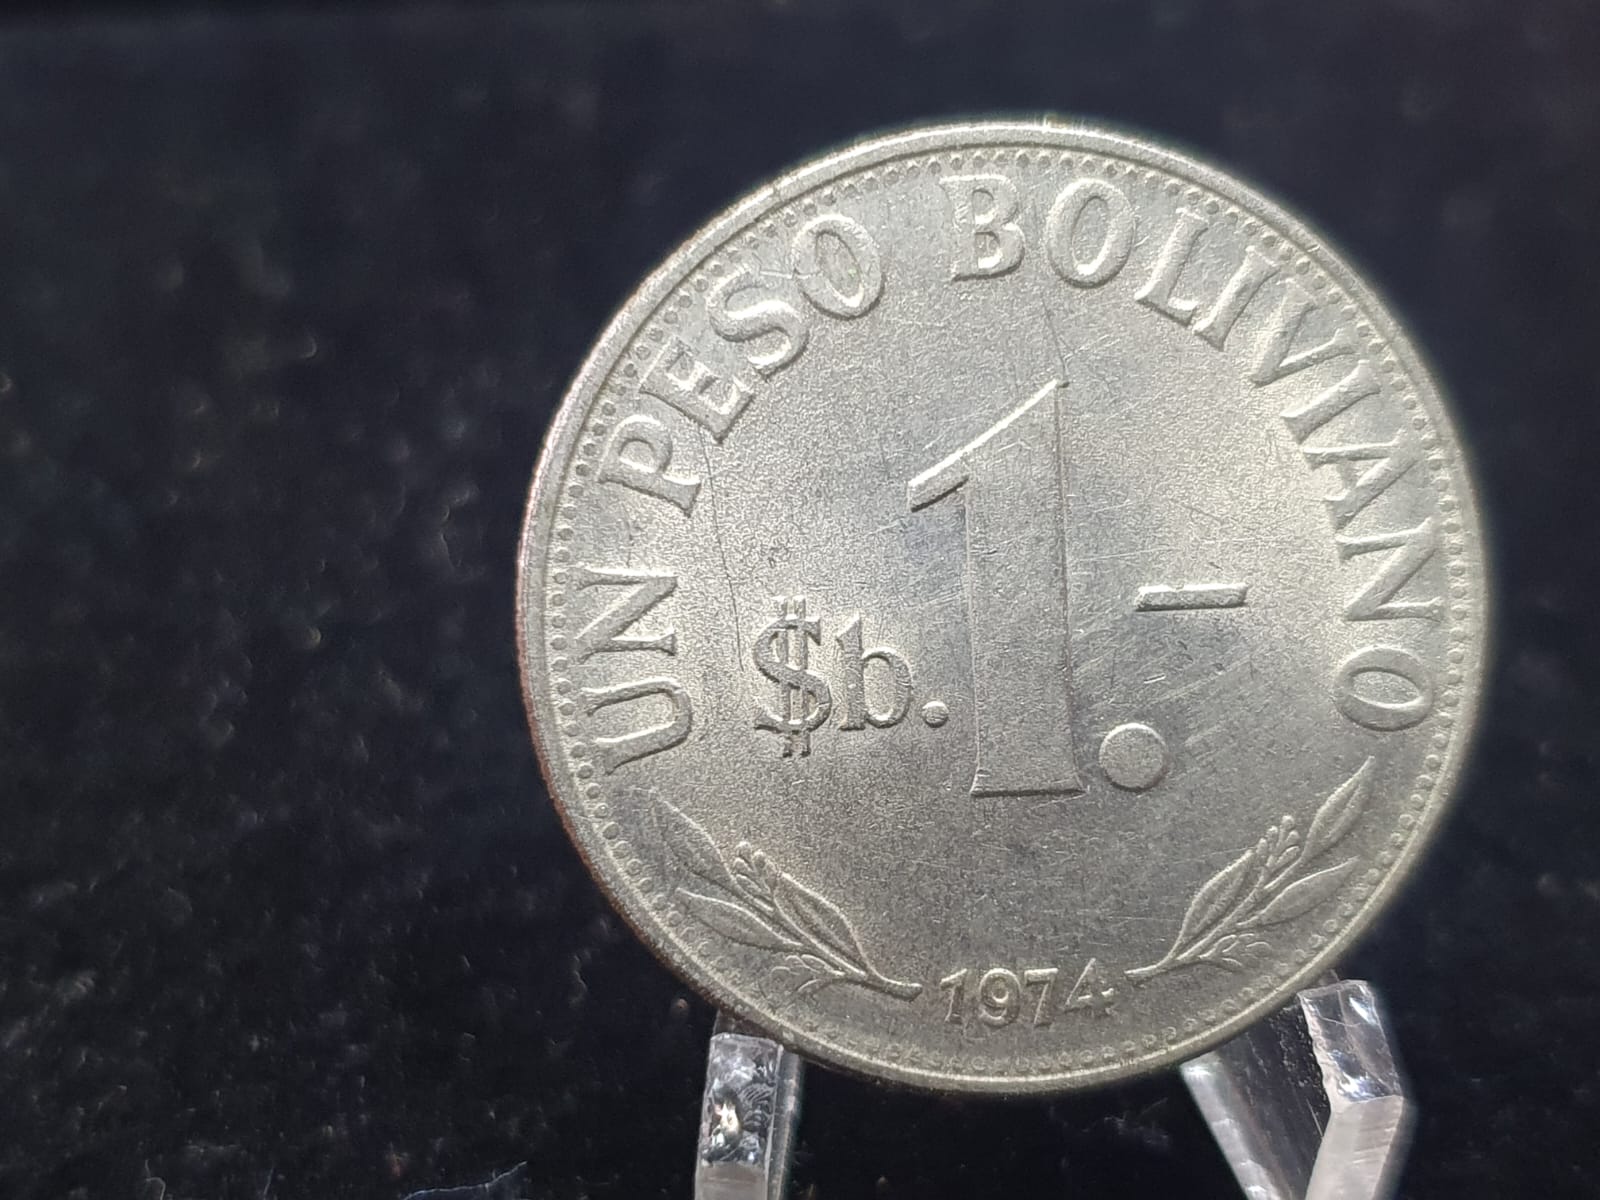 UN PESO BOLIVIANO
$b. 1.-
1974